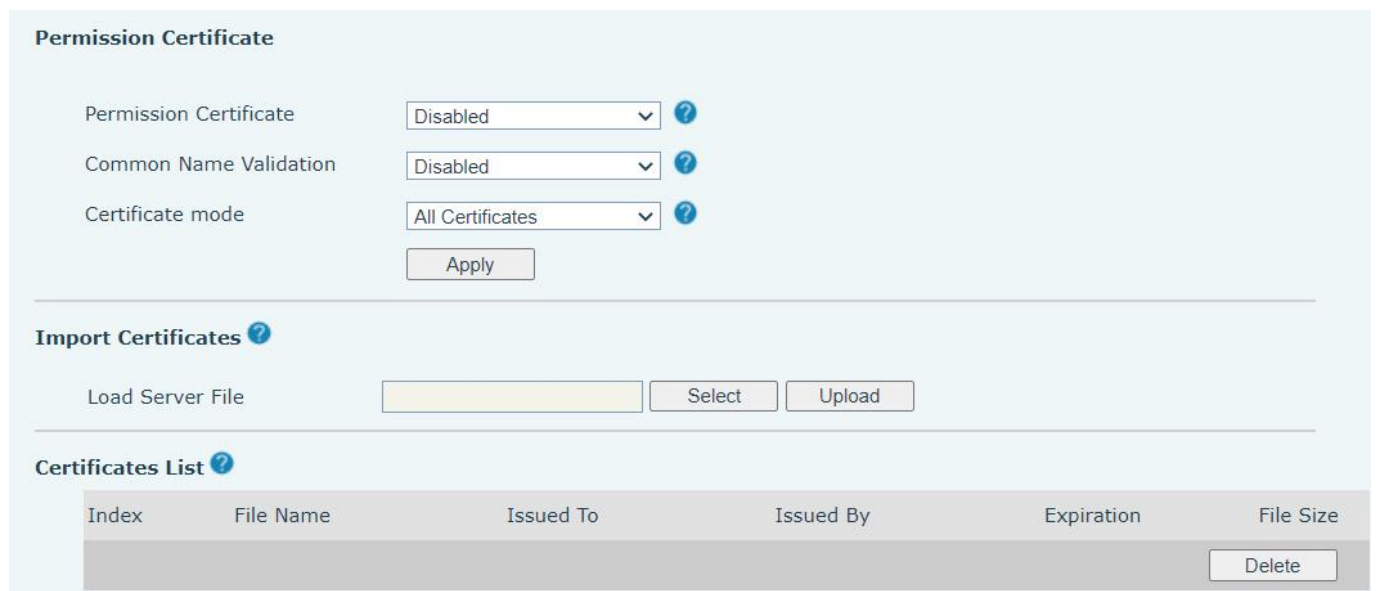 Permission Certificate
Permission Certificate Disabled ?
Common Name Validation Disabled ?
Certificate mode All Certificates ?
Apply
Import Certificates ?
Load Server File Select Upload
Certificates List ?
Index File Name Issued To Issued By Expiration File Size
Delete